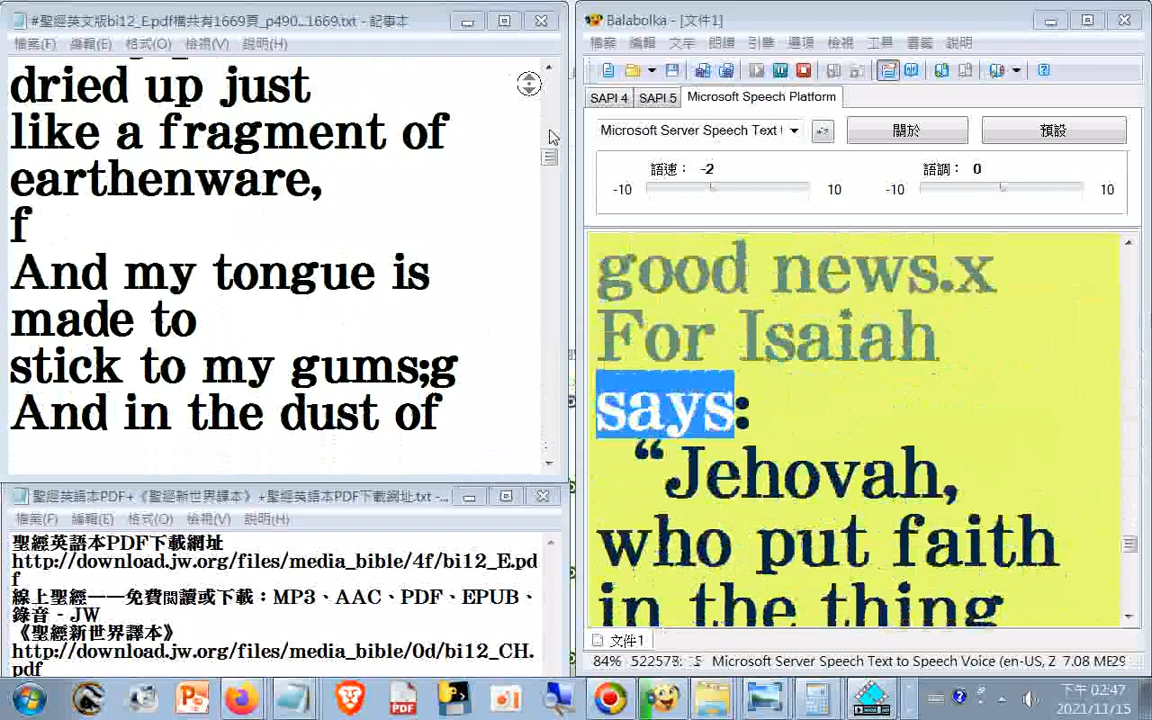 #聖經英文版bi12_E.pdf橫共有1669頁_p490...1669.txt - 記事本
檔案(F) 編輯(E) 格式(O) 檢視(V) 說明(H)
dried up just
like a fragment of
earthenware,
f
And my tongue is
made to
stick to my gums;g
And in the dust of
聖經英語本PDF+《聖經新世界譯本》+聖經英語本PDF下載網址.txt -...
檔案(F) 編輯(E) 格式(O) 檢視(V) 說明(H)
聖經英語本PDF下載網址
http://download.jw.org/files/media_bible/4f/bi12_E.pd
f
線上聖經——免費閱讀或下載：MP3、AAC、PDF、EPUB、
錄音 - JW
《聖經新世界譯本》
http://download.jw.org/files/media_bible/0d/bi12_CH.
pdf
Balabolka - [文件1]
檔案 編輯 文字 朗讀 引擎 選項 檢視 工具 書籤 說明
SAPI 4 SAPI 5 Microsoft Speech Platform
Microsoft Server Speech Text 關於 預設
語速： -2 語調： 0
-10 10 -10 10
good news.x
For Isaiah
says:
“Jehovah,
who put faith
in the thing
文件1
84% Microsoft Server Speech Text to Speech Voice (en-US, Z 7.08 ME
下午 02:47
2021/11/15